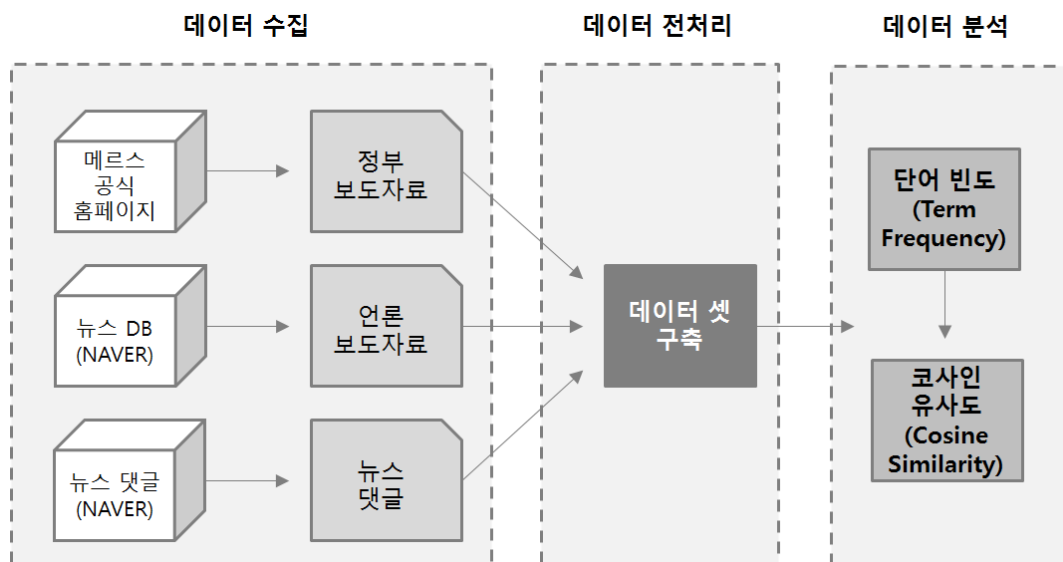 데이터 수집
데이터 전처리
데이터 분석
메르스
공식
홈페이지
정부
보도자료
뉴스 DB
(NAVER)
언론
보도자료
뉴스 댓글
(NAVER)
뉴스
댓글
데이터 셋
구축
단어 빈도
(Term
Frequency)
코사인
유사도
(Cosine
Similarity)